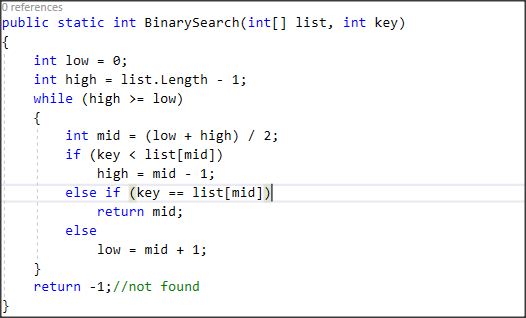 0 references
public static int BinarySearch(int[] list, int key)
{
    int low = 0;
    int high = list.Length - 1;
    while (high >= low)
    {
        int mid = (low + high) / 2;
        if (key < list[mid])
            high = mid - 1;
        else if (key == list[mid])
            return mid;
        else
            low = mid + 1;
    }
    return -1;//not found
}